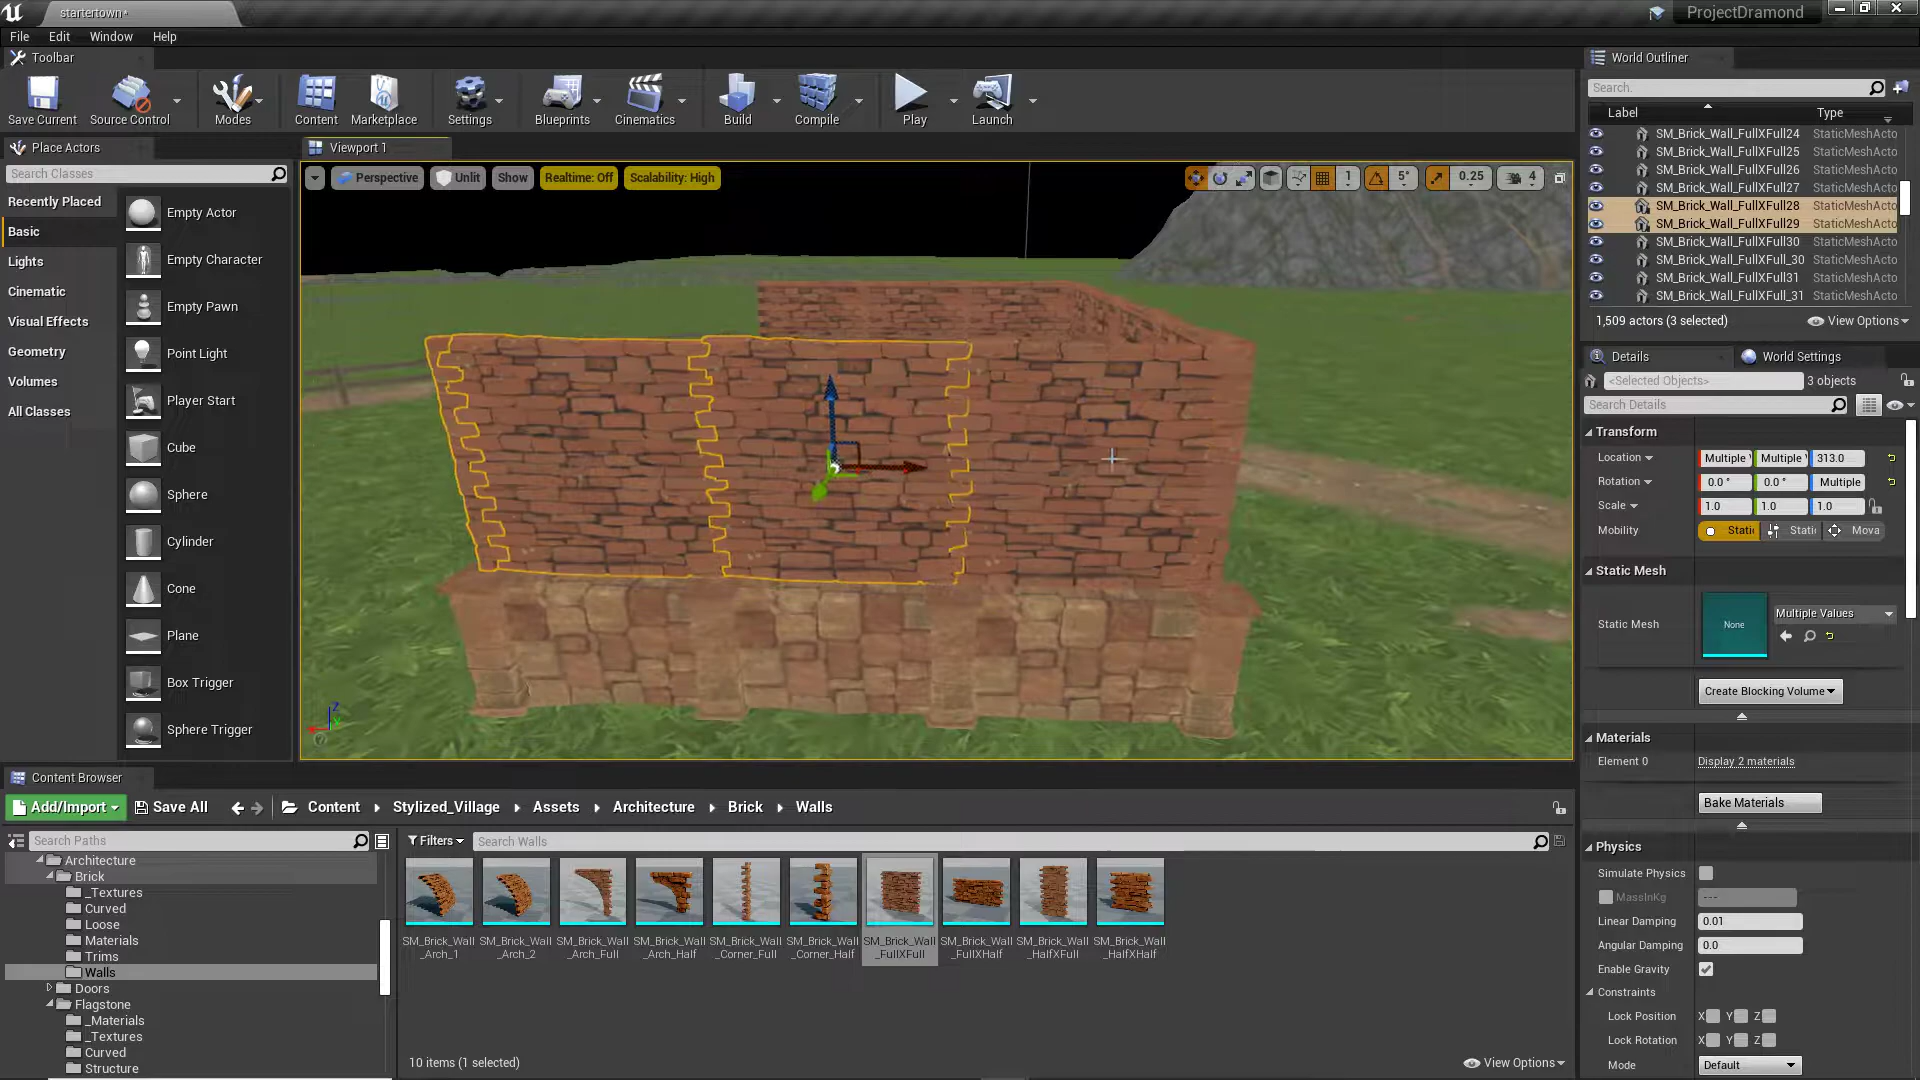 startertown*
ProjectDramond
File Edit Window Help
Toolbar
Save Current Source Control Modes Content Marketplace Settings Blueprints Cinematics Build Compile Play Launch
Place Actors
Search Classes
Recently Placed
Basic
Lights
Cinematic
Visual Effects
Geometry
Volumes
All Classes
Empty Actor
Empty Character
Empty Pawn
Point Light
Player Start
Cube
Sphere
Cylinder
Cone
Plane
Box Trigger
Sphere Trigger
Viewport 1
Perspective Unlit Show Realtime: Off Scalability: High
1 5° 0.25 4
World Outliner
Search.
Label Type
SM_Brick_Wall_FullXFull24 StaticMeshActo
SM_Brick_Wall_FullXFull25 StaticMeshActo
SM_Brick_Wall_FullXFull26 StaticMeshActo
SM_Brick_Wall_FullXFull27 StaticMeshActo
SM_Brick_Wall_FullXFull28 StaticMeshActo
SM_Brick_Wall_FullXFull29 StaticMeshActo
SM_Brick_Wall_FullXFull30 StaticMeshActo
SM_Brick_Wall_FullXFull_30 StaticMeshActo
SM_Brick_Wall_FullXFull31 StaticMeshActo
SM_Brick_Wall_FullXFull_31 StaticMeshActo
1,509 actors (3 selected) View Options
Details World Settings
<Selected Objects> 3 objects
Search Details
Transform
Location Multiple Multiple 313.0
Rotation 0.0 ° 0.0 ° Multiple
Scale 1.0 1.0 1.0
Mobility Static Static Mova
Static Mesh
Static Mesh None Multiple Values
Create Blocking Volume
Materials
Element 0 Display 2 materials
Bake Materials
Physics
Simulate Physics
MassInKg ---
Linear Damping 0.01
Angular Damping 0.0
Enable Gravity
Constraints
Lock Position X Y Z
Lock Rotation X Y Z
Mode Default
Content Browser
Add/Import Save All Content Stylized_Village Assets Architecture Brick Walls
Search Paths
Architecture
Brick
_Textures
Curved
Loose
Materials
Trims
Walls
Doors
Flagstone
_Materials
_Textures
Curved
Structure
Filters Search Walls
SM_Brick_Wall_Arch_1
SM_Brick_Wall_Arch_2
SM_Brick_Wall_Arch_Full
SM_Brick_Wall_Arch_Half
SM_Brick_Wall_Corner_Full
SM_Brick_Wall_Corner_Half
SM_Brick_Wall_FullXFull
SM_Brick_Wall_FullXHalf
SM_Brick_Wall_HalfXFull
SM_Brick_Wall_HalfXHalf
10 items (1 selected) View Options